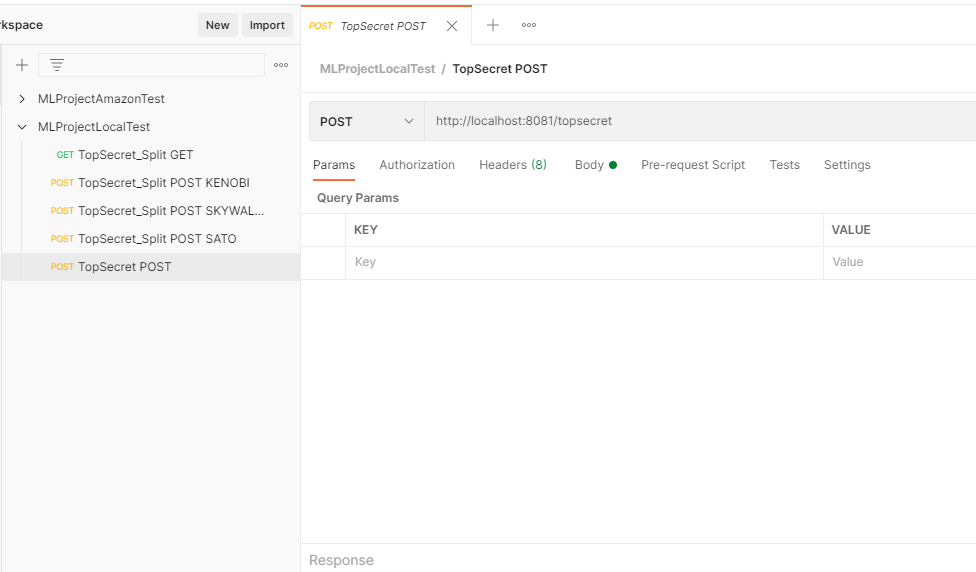 rkspace
New
Import
MLProjectAmazonTest
MLProjectLocalTest
GET TopSecret_Split GET
POST TopSecret_Split POST KENOBI
POST TopSecret_Split POST SKYWAL...
POST TopSecret_Split POST SATO
POST TopSecret POST
POST TopSecret POST
MLProjectLocalTest / TopSecret POST
POST http://localhost:8081/topsecret
Params Authorization Headers (8) Body Pre-request Script Tests Settings
Query Params
KEY VALUE
Key Value
Response